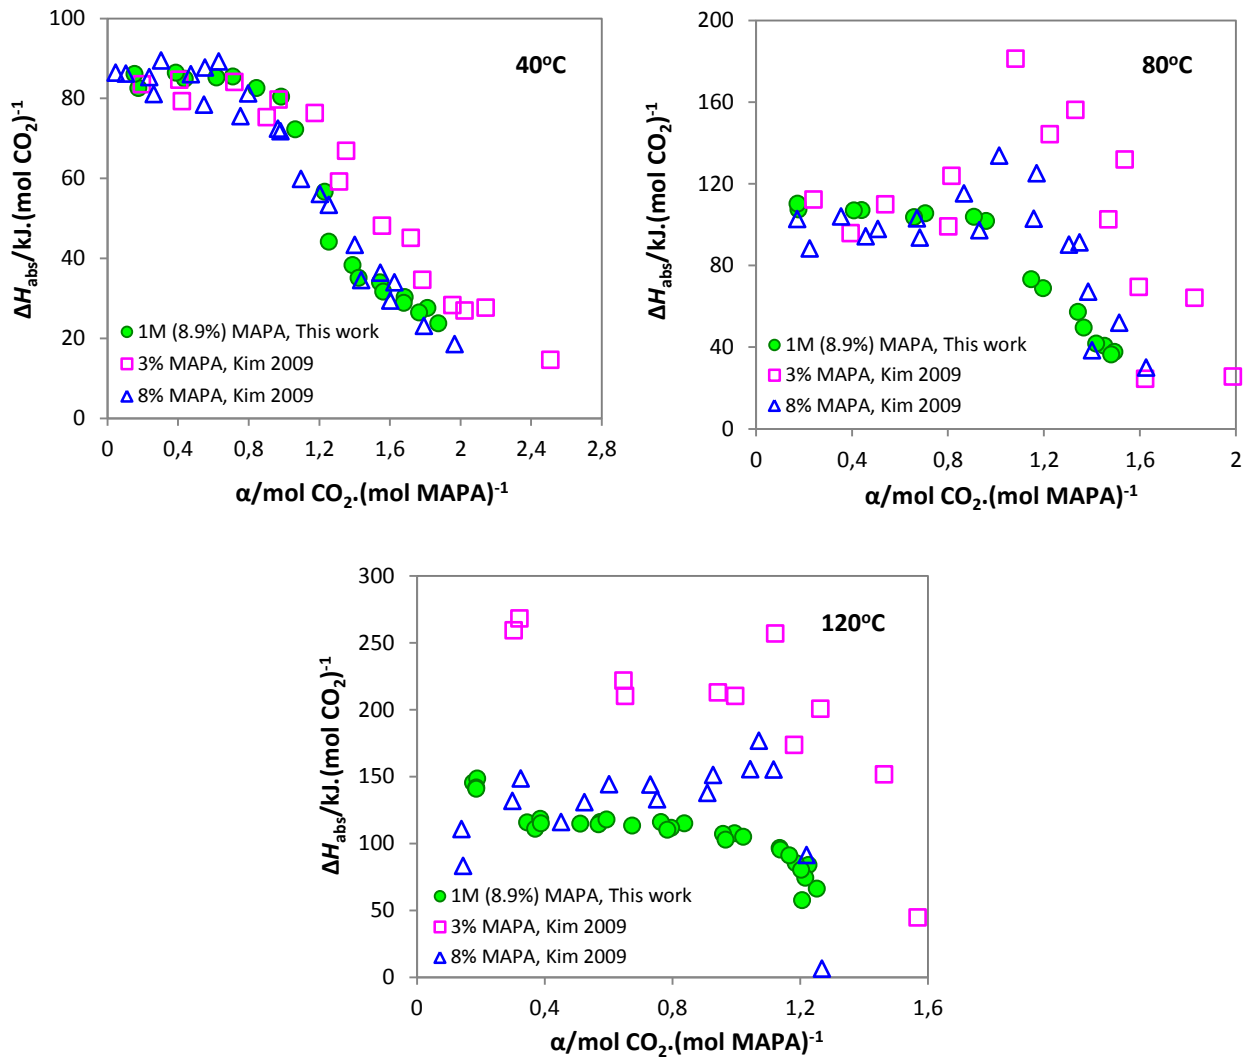 40°C
ΔH_abs/kJ.(mol CO₂)⁻¹
100
80
60
40
20
0
1M (8.9%) MAPA, This work
3% MAPA, Kim 2009
8% MAPA, Kim 2009
0 0,4 0,8 1,2 1,6 2 2,4 2,8
α/mol CO₂.(mol MAPA)⁻¹
80°C
ΔH_abs/kJ.(mol CO₂)⁻¹
200
160
120
80
40
0
1M (8.9%) MAPA, This work
3% MAPA, Kim 2009
8% MAPA, Kim 2009
0 0,4 0,8 1,2 1,6 2
α/mol CO₂.(mol MAPA)⁻¹
120°C
ΔH_abs/kJ.(mol CO₂)⁻¹
300
250
200
150
100
50
0
1M (8.9%) MAPA, This work
3% MAPA, Kim 2009
8% MAPA, Kim 2009
0 0,4 0,8 1,2 1,6
α/mol CO₂.(mol MAPA)⁻¹